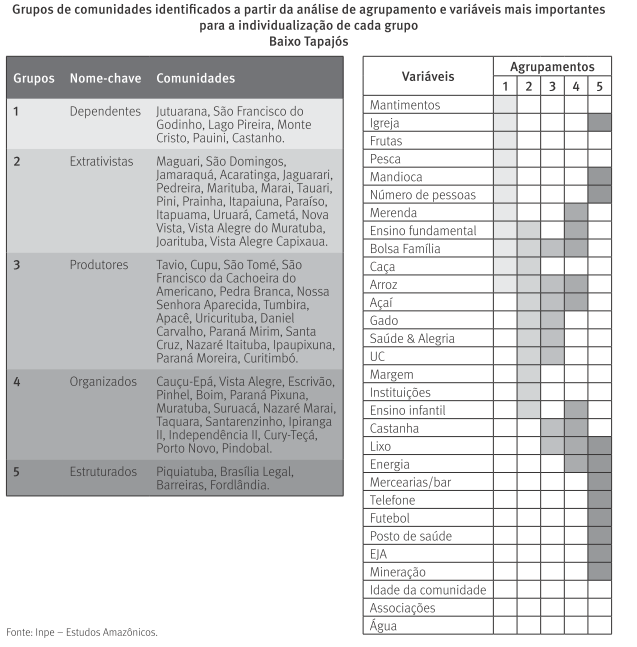 Grupos de comunidades identificados a partir da análise de agrupamento e variáveis mais importantes
para a individualização de cada grupo
Baixo Tapajós
Grupos Nome-chave Comunidades
1 Dependentes Jutuarana, São Francisco do
Godinho, Lago Pireira, Monte
Cristo, Pauini, Castanho.
2 Extrativistas Maguari, São Domingos,
Jamaraquá, Acaratinga, Jaguarari,
Pedreira, Marituba, Marai, Tauari,
Pini, Prainha, Itapaiuna, Paraíso,
Itapuama, Uruará, Cametá, Nova
Vista, Vista Alegre do Muratuba,
Joarituba, Vista Alegre Capixaua.
3 Produtores Tavio, Cupu, São Tomé, São
Francisco da Cachoeira do
Americano, Pedra Branca, Nossa
Senhora Aparecida, Tumbira,
Apacê, Uricurituba, Daniel
Carvalho, Paraná Mirim, Santa
Cruz, Nazaré Itaituba, Ipaupixuna,
Paraná Moreira, Curitimbó.
4 Organizados Cauçu-Epá, Vista Alegre, Escrivão,
Pinhel, Boim, Paraná Pixuna,
Muratuba, Suruacá, Nazaré Marai,
Taquara, Santarenzinho, Ipiranga
II, Independência II, Cury-Teçá,
Porto Novo, Pindobal.
5 Estruturados Piquiatuba, Brasília Legal,
Barreiras, Fordlândia.
Variáveis Agrupamentos
1 2 3 4 5
Mantimentos
Igreja
Frutas
Pesca
Mandioca
Número de pessoas
Merenda
Ensino fundamental
Bolsa Família
Caça
Arroz
Açaí
Gado
Saúde & Alegria
UC
Margem
Instituições
Ensino infantil
Castanha
Lixo
Energia
Mercearias/bar
Telefone
Futebol
Posto de saúde
EJA
Mineração
Idade da comunidade
Associações
Água
Fonte: Inpe – Estudos Amazônicos.